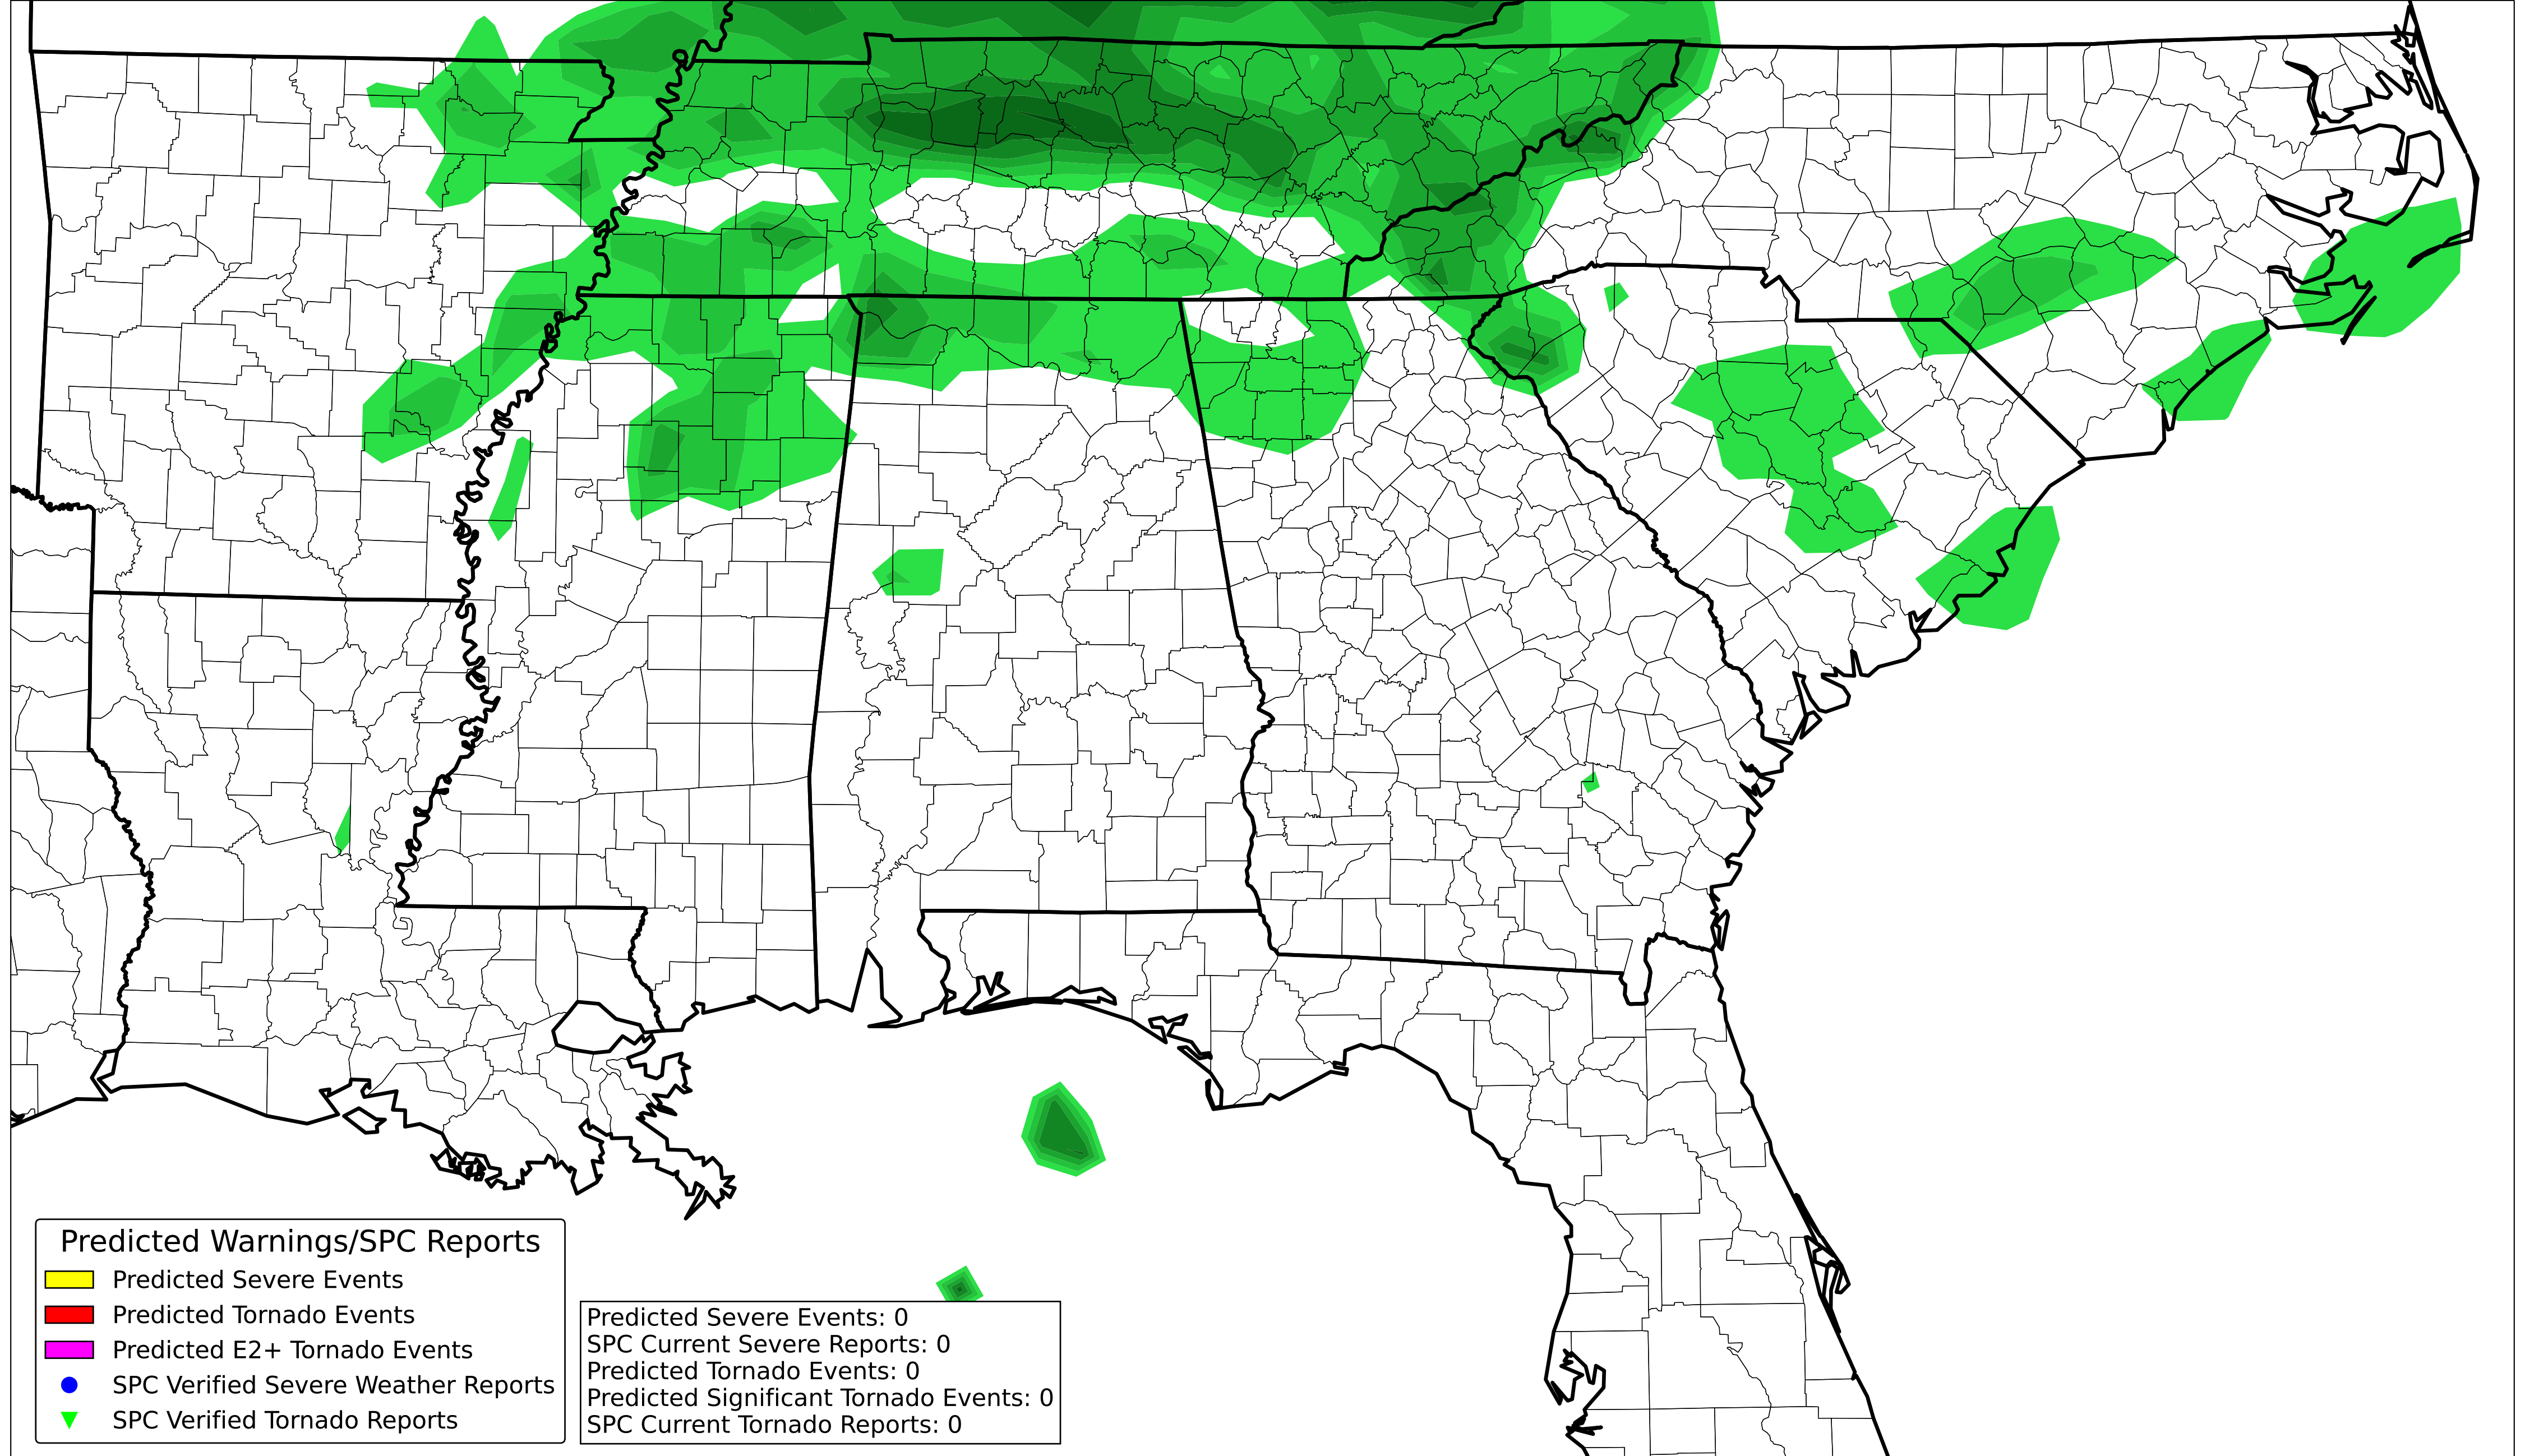 Predicted Warnings/SPC Reports
Predicted Severe Events
Predicted Tornado Events
Predicted E2+ Tornado Events
SPC Verified Severe Weather Reports
SPC Verified Tornado Reports
Predicted Severe Events: 0
SPC Current Severe Reports: 0
Predicted Tornado Events: 0
Predicted Significant Tornado Events: 0
SPC Current Tornado Reports: 0